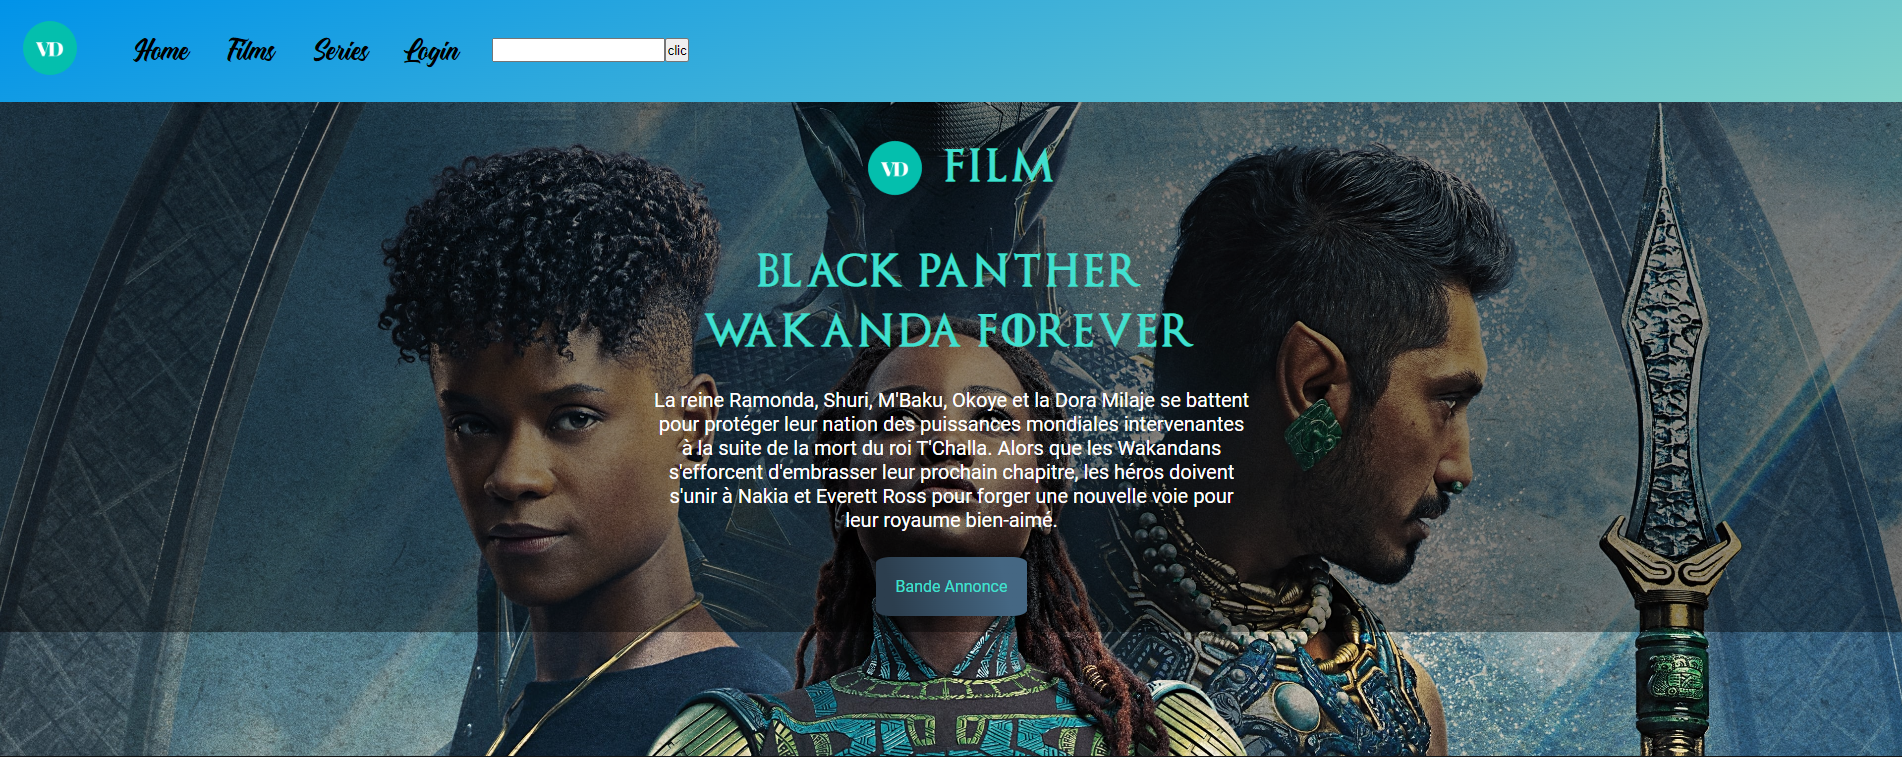 VD
Home Films Series Login clic
VD FILM
BLACK PANTHER
WAKANDA FOREVER
La reine Ramonda, Shuri, M'Baku, Okoye et la Dora Milaje se battent
pour protéger leur nation des puissances mondiales intervenantes
à la suite de la mort du roi T'Challa. Alors que les Wakandans
s'efforcent d'embrasser leur prochain chapitre, les héros doivent
s'unir à Nakia et Everett Ross pour forger une nouvelle voie pour
leur royaume bien-aimé.
Bande Annonce